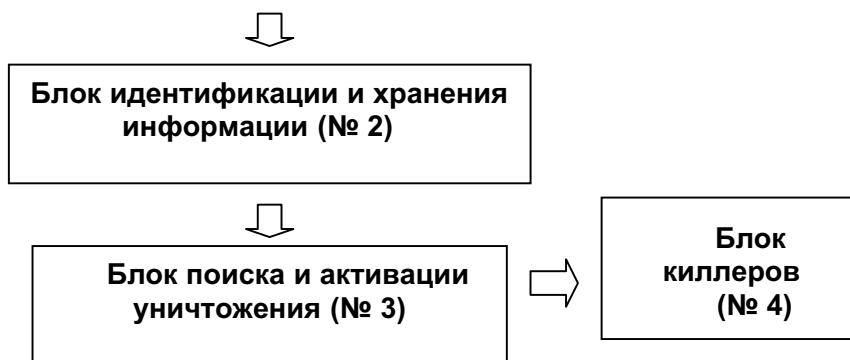 Блок идентификации и хранения
информации (№ 2)
Блок поиска и активации
уничтожения (№ 3)
Блок
киллеров
(№ 4)